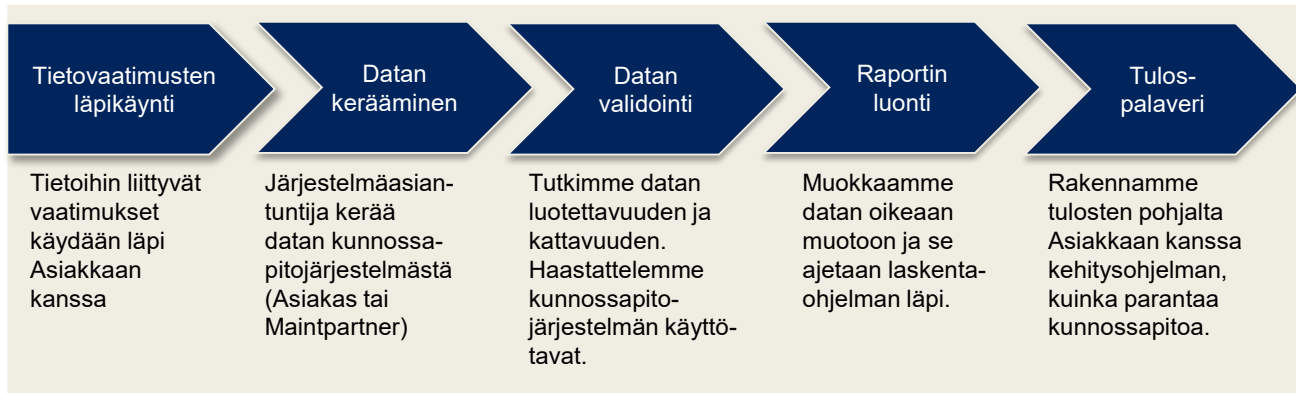 Tietovaatimusten
läpikäynti
Datan
kerääminen
Datan
validointi
Raportin
luonti
Tulos-
palaveri
Tietoihin liittyvät
vaatimukset
käydään läpi
Asiakkaan
kanssa
Järjestelmäasian-
tuntija kerää
datan kunnossa-
pitojärjestelmästä
(Asiakas tai
Maintpartner)
Tutkimme datan
luotettavuuden ja
kattavuuden.
Haastattelemme
kunnossapito-
järjestelmän käyttö-
tavat.
Muokkaamme
datan oikeaan
muotoon ja se
ajetaan laskenta-
ohjelman läpi.
Rakennamme
tulosten pohjalta
Asiakkaan kanssa
kehitysohjelman,
kuinka parantaa
kunnossapitoa.